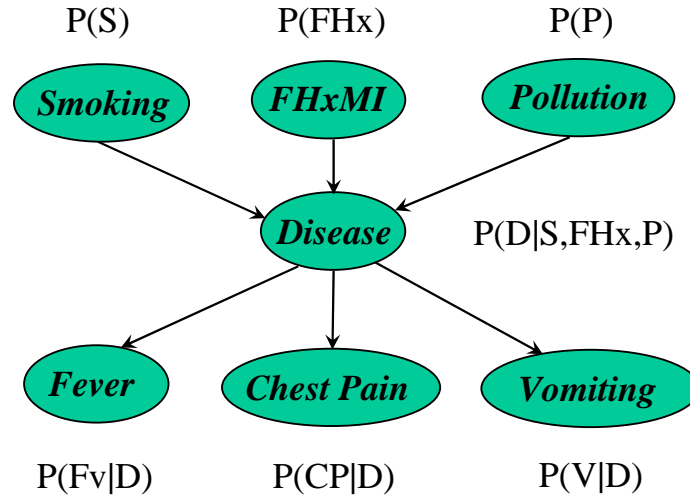 P(S) P(FHx) P(P)
Smoking FHxMI Pollution
Disease P(D|S,FHx,P)
Fever Chest Pain Vomiting
P(Fv|D) P(CP|D) P(V|D)